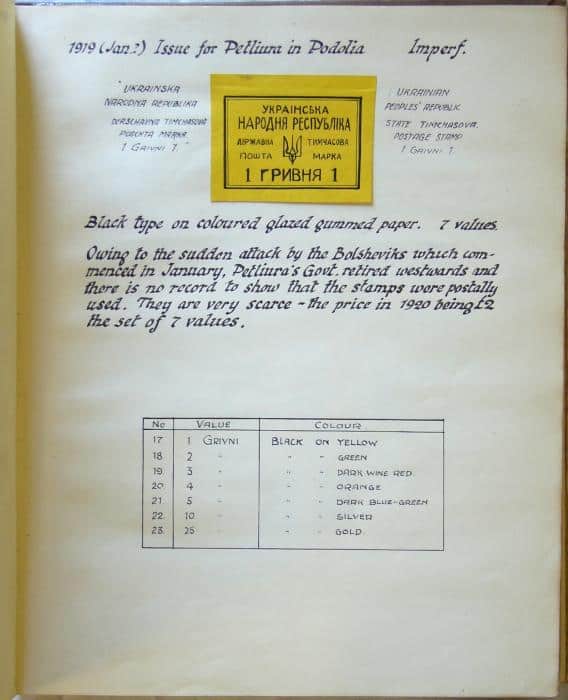 1919 (Jan?) Issue for Petliura in Podolia Imperf.
"UKRAINSKA
NARODNA REPUBLIKA
DERSCHAVNA TIMCHASOVA
POSHTA MARKA
1 GRIVNI 1."
УКРАЇНСЬКА
НАРОДНЯ РЕСПУБЛІКА
ДЕРЖАВНА ТИМЧАСОВА
ПОШТА МАРКА
1 ГРИВНЯ 1
UKRAINIAN
PEOPLES' REPUBLIC
STATE TIMCHASOVA.
POSTAGE STAMP
1 GRIVNI 1.
Black type on coloured glazed gummed paper. 7 values.
Owing to the sudden attack by the Bolsheviks which com-
menced in January, Petliura's Govt. retired westwards and
there is no record to show that the stamps were postally
used. They are very scarce - the price in 1920 being £2
the set of 7 values.
No VALUE COLOUR.
17 1 GRIVNI BLACK ON YELLOW
18 2 " " " GREEN
19. 3 " " " DARK WINE RED.
20. 4 " " " ORANGE
21. 5 " " " DARK BLUE-GREEN
22. 10 " " " SILVER
23. 25 " " " GOLD.